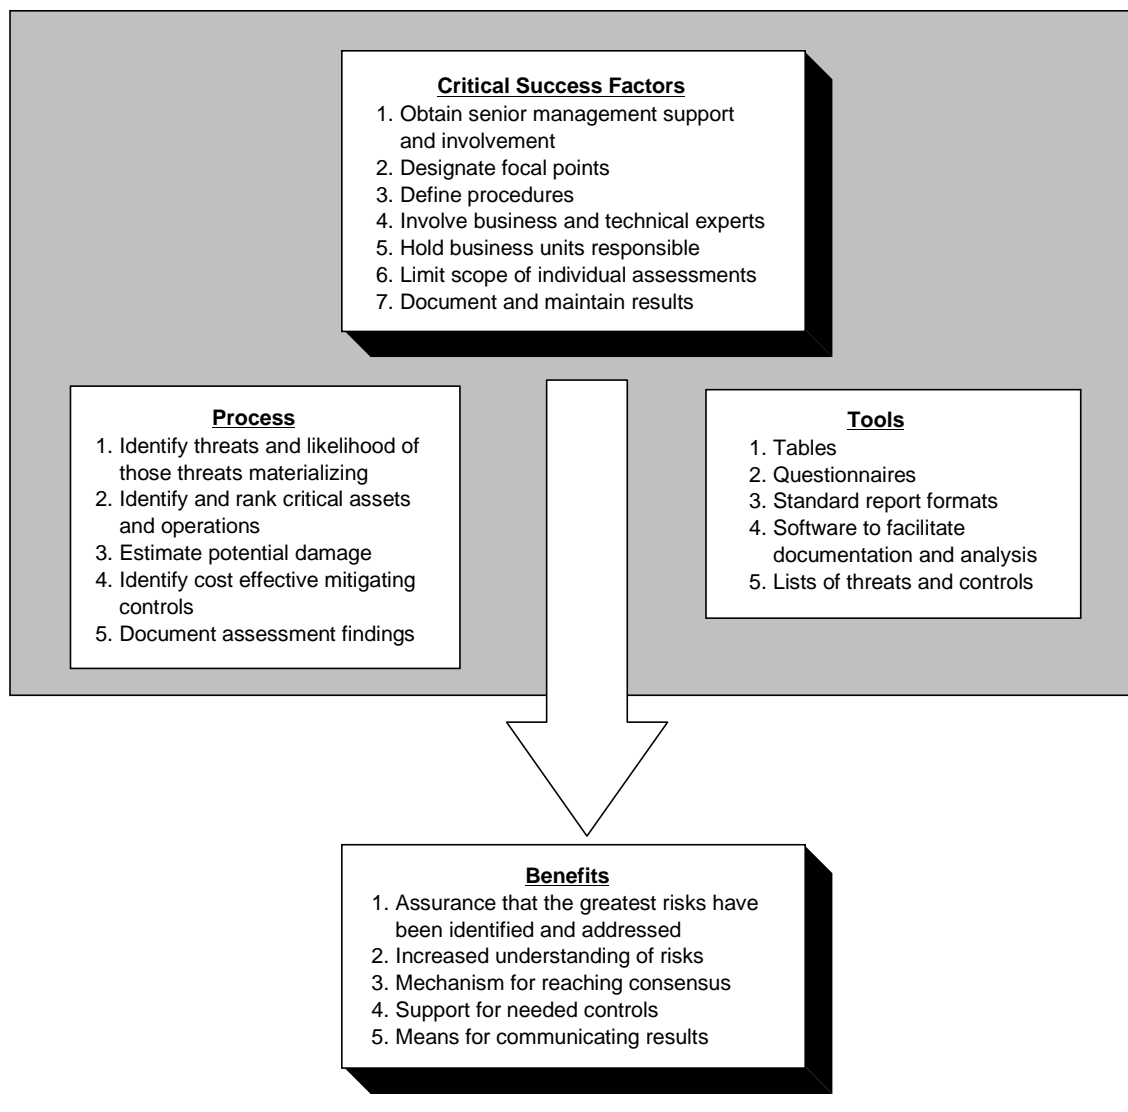 Critical Success Factors
1. Obtain senior management support
and involvement
2. Designate focal points
3. Define procedures
4. Involve business and technical experts
5. Hold business units responsible
6. Limit scope of individual assessments
7. Document and maintain results
Process
1. Identify threats and likelihood of
those threats materializing
2. Identify and rank critical assets
and operations
3. Estimate potential damage
4. Identify cost effective mitigating
controls
5. Document assessment findings
Tools
1. Tables
2. Questionnaires
3. Standard report formats
4. Software to facilitate
documentation and analysis
5. Lists of threats and controls
Benefits
1. Assurance that the greatest risks have
been identified and addressed
2. Increased understanding of risks
3. Mechanism for reaching consensus
4. Support for needed controls
5. Means for communicating results